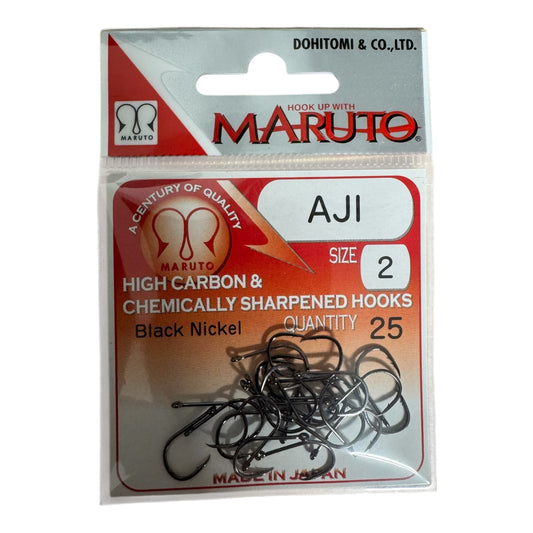 DOHITOMI & CO.,LTD.
HOOK UP WITH
MARUTO®
MARUTO
A CENTURY OF QUALITY
MARUTO
AJI
SIZE 2
HIGH CARBON &
CHEMICALLY SHARPENED HOOKS
Black Nickel
QUANTITY 25
MADE IN JAPAN